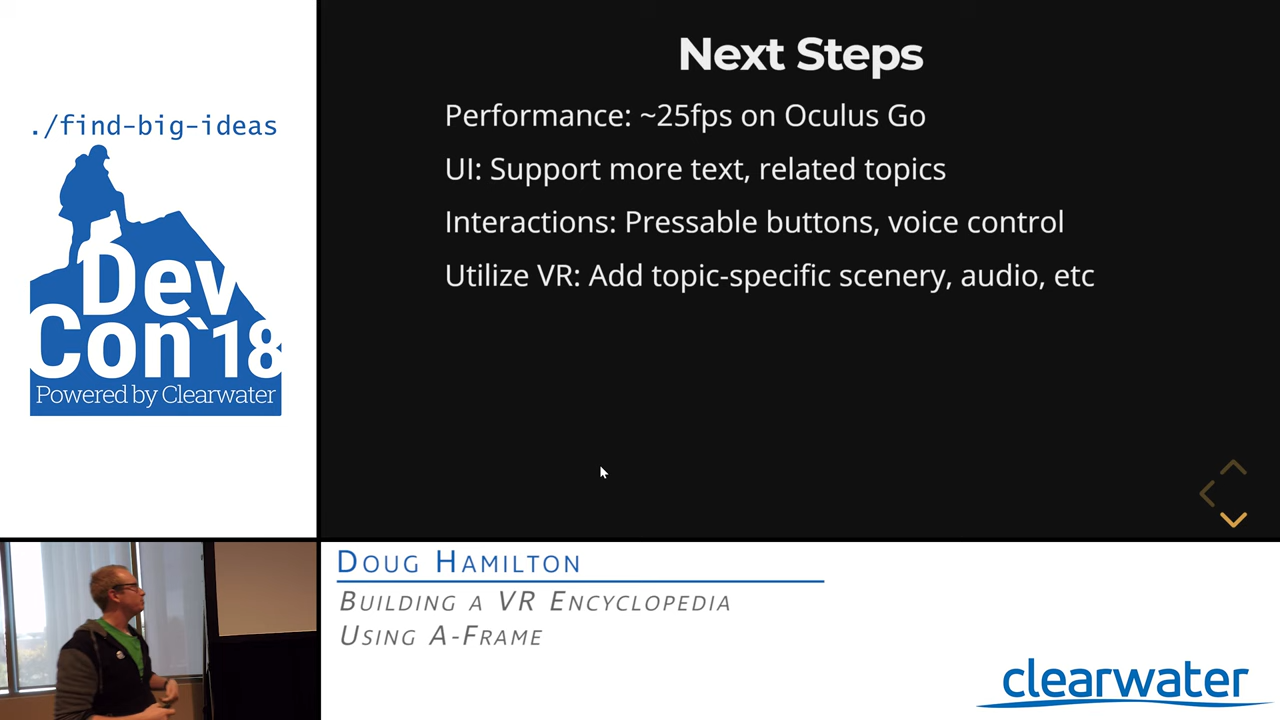 ./find-big-ideas
Dev
Con`18
Powered by Clearwater
Next Steps
Performance: ~25fps on Oculus Go
UI: Support more text, related topics
Interactions: Pressable buttons, voice control
Utilize VR: Add topic-specific scenery, audio, etc
Doug Hamilton
Building a VR Encyclopedia
Using A-Frame
clearwater